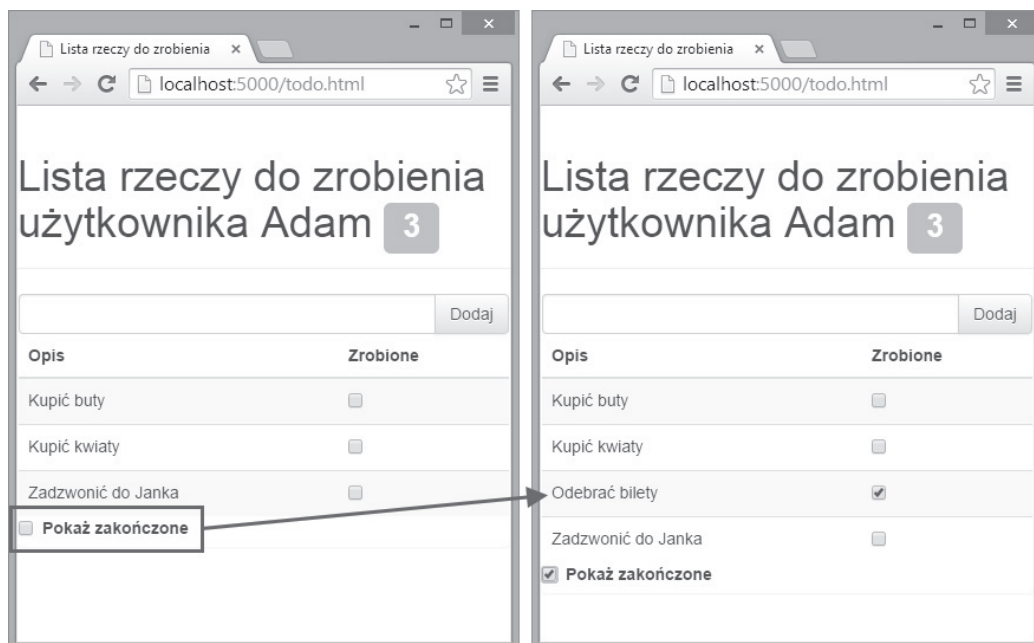 Lista rzeczy do zrobienia
localhost:5000/todo.html
Lista rzeczy do zrobienia
użytkownika Adam 3
Dodaj
Opis Zrobione
Kupić buty
Kupić kwiaty
Zadzwonić do Janka
Pokaż zakończone
Lista rzeczy do zrobienia
localhost:5000/todo.html
Lista rzeczy do zrobienia
użytkownika Adam 3
Dodaj
Opis Zrobione
Kupić buty
Kupić kwiaty
Odebrać bilety
Zadzwonić do Janka
Pokaż zakończone